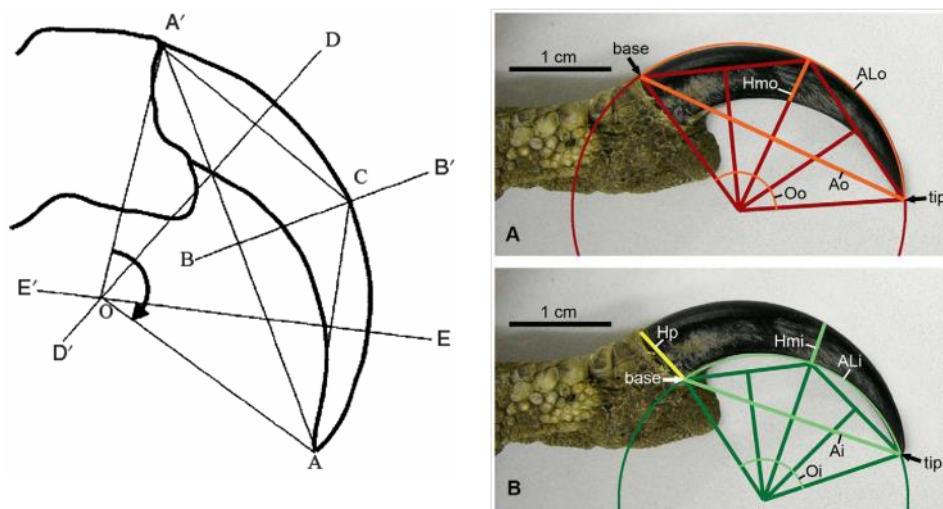 A′
D
B′
C
B
E′
O
D′
E
A
1 cm
base
Hmo
ALo
Ao
Oo
tip
A
1 cm
Hp
base
Hmi
ALi
Ai
Oi
tip
B